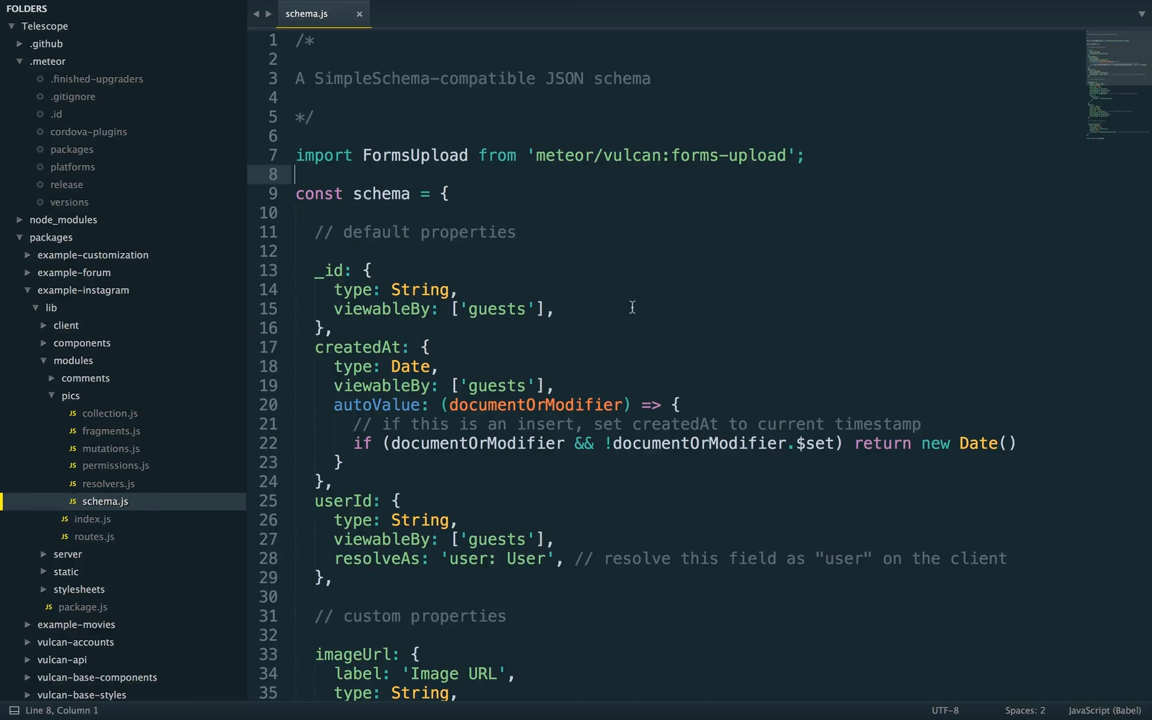 FOLDERS
Telescope
.github
.meteor
.finished-upgraders
.gitignore
.id
cordova-plugins
packages
platforms
release
versions
node_modules
packages
example-customization
example-forum
example-instagram
lib
client
components
modules
comments
pics
JS collection.js
JS fragments.js
JS mutations.js
JS permissions.js
JS resolvers.js
JS schema.js
JS index.js
JS routes.js
server
static
stylesheets
JS package.js
example-movies
vulcan-accounts
vulcan-api
vulcan-base-components
vulcan-base-styles
schema.js ×
1 /*
2
3 A SimpleSchema-compatible JSON schema
4
5 */
6
7 import FormsUpload from 'meteor/vulcan:forms-upload';
8
9 const schema = {
10
11 // default properties
12
13 _id: {
14 type: String,
15 viewableBy: ['guests'],
16 },
17 createdAt: {
18 type: Date,
19 viewableBy: ['guests'],
20 autoValue: (documentOrModifier) => {
21 // if this is an insert, set createdAt to current timestamp
22 if (documentOrModifier && !documentOrModifier.$set) return new Date()
23 }
24 },
25 userId: {
26 type: String,
27 viewableBy: ['guests'],
28 resolveAs: 'user: User', // resolve this field as "user" on the client
29 },
30
31 // custom properties
32
33 imageUrl: {
34 label: 'Image URL',
35 type: String,
Line 8, Column 1
UTF-8
Spaces: 2
JavaScript (Babel)